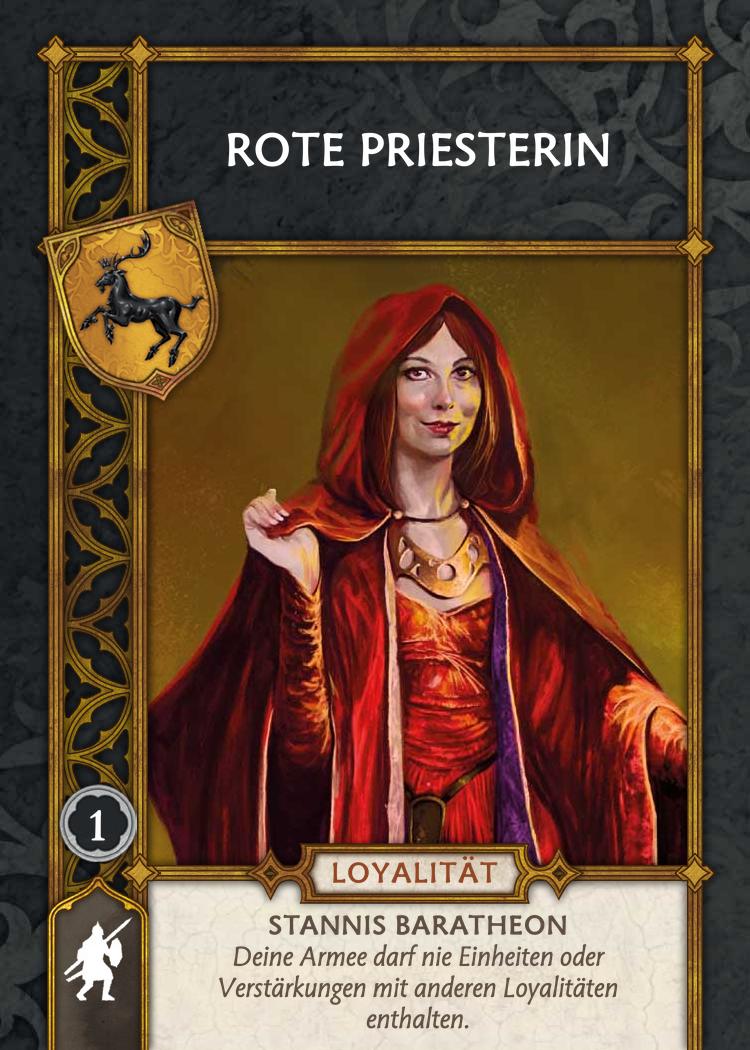 ROTE PRIESTERIN
1
LOYALITÄT
STANNIS BARATHEON
Deine Armee darf nie Einheiten oder
Verstärkungen mit anderen Loyalitäten
enthalten.